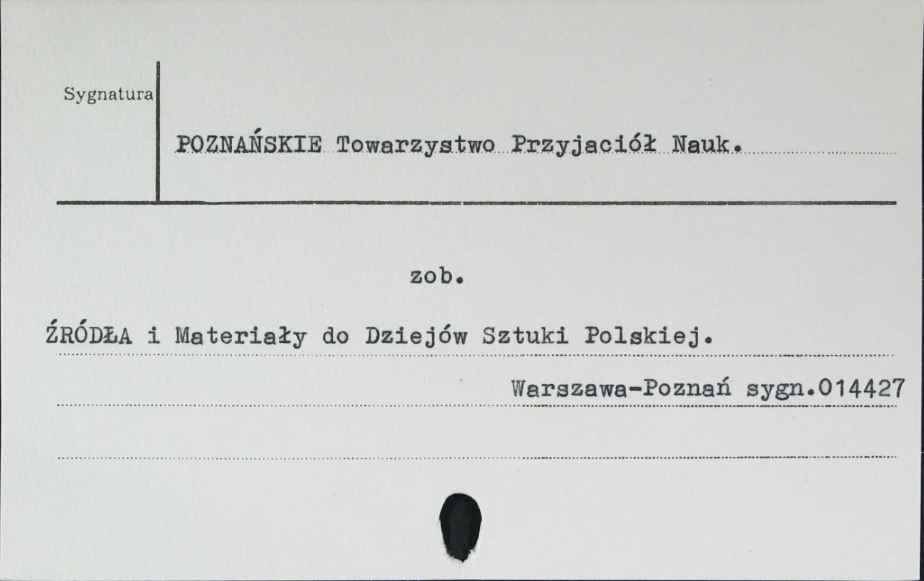 Sygnatura
POZNAŃSKIE Towarzystwo Przyjaciół Nauk.
zob.
ŹRÓDŁA i Materiały do Dziejów Sztuki Polskiej.
Warszawa-Poznań sygn.014427